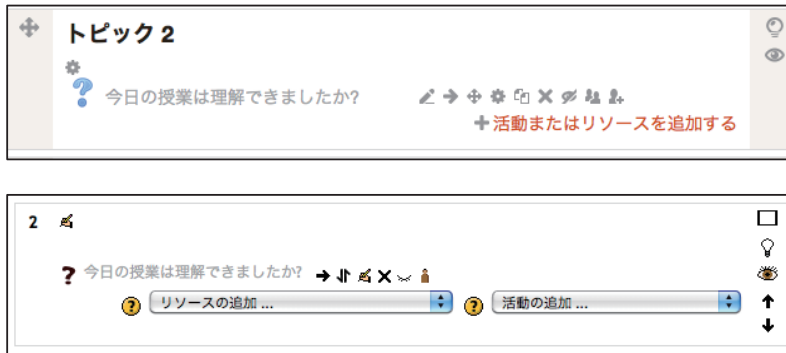 トピック 2
今日の授業は理解できましたか?
+活動またはリソースを追加する
2
今日の授業は理解できましたか?
リソースの追加 ... 活動の追加 ...